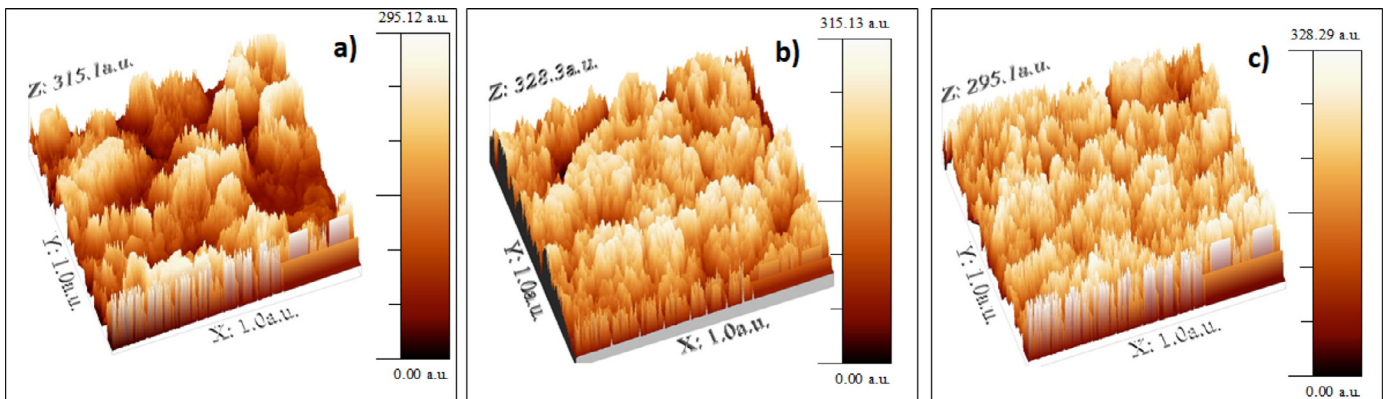 295.12 a.u.
a)
Z: 315.1a.u.
Y: 1.0a.u.
X: 1.0a.u.
0.00 a.u.
315.13 a.u.
b)
Z: 328.3a.u.
Y: 1.0a.u.
X: 1.0a.u.
0.00 a.u.
328.29 a.u.
c)
Z: 295.1a.u.
Y: 1.0a.u.
X: 1.0a.u.
0.00 a.u.